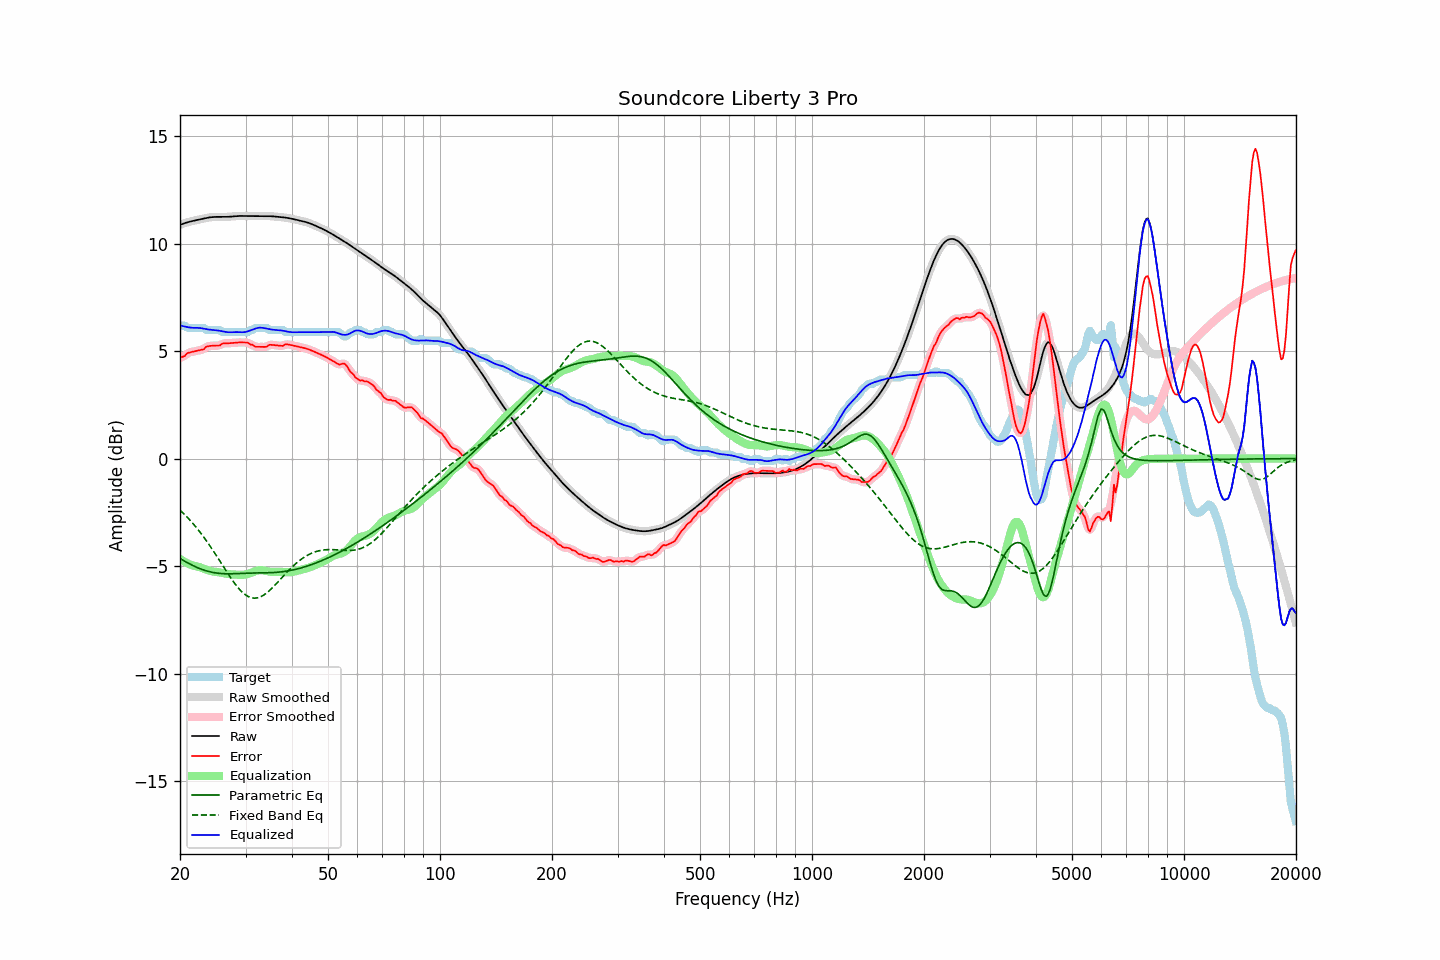 Soundcore Liberty 3 Pro
Amplitude (dBr)
15
10
5
0
−5
−10
−15
Target
Raw Smoothed
Error Smoothed
Raw
Error
Equalization
Parametric Eq
Fixed Band Eq
Equalized
20 50 100 200 500 1000 2000 5000 10000 20000
Frequency (Hz)